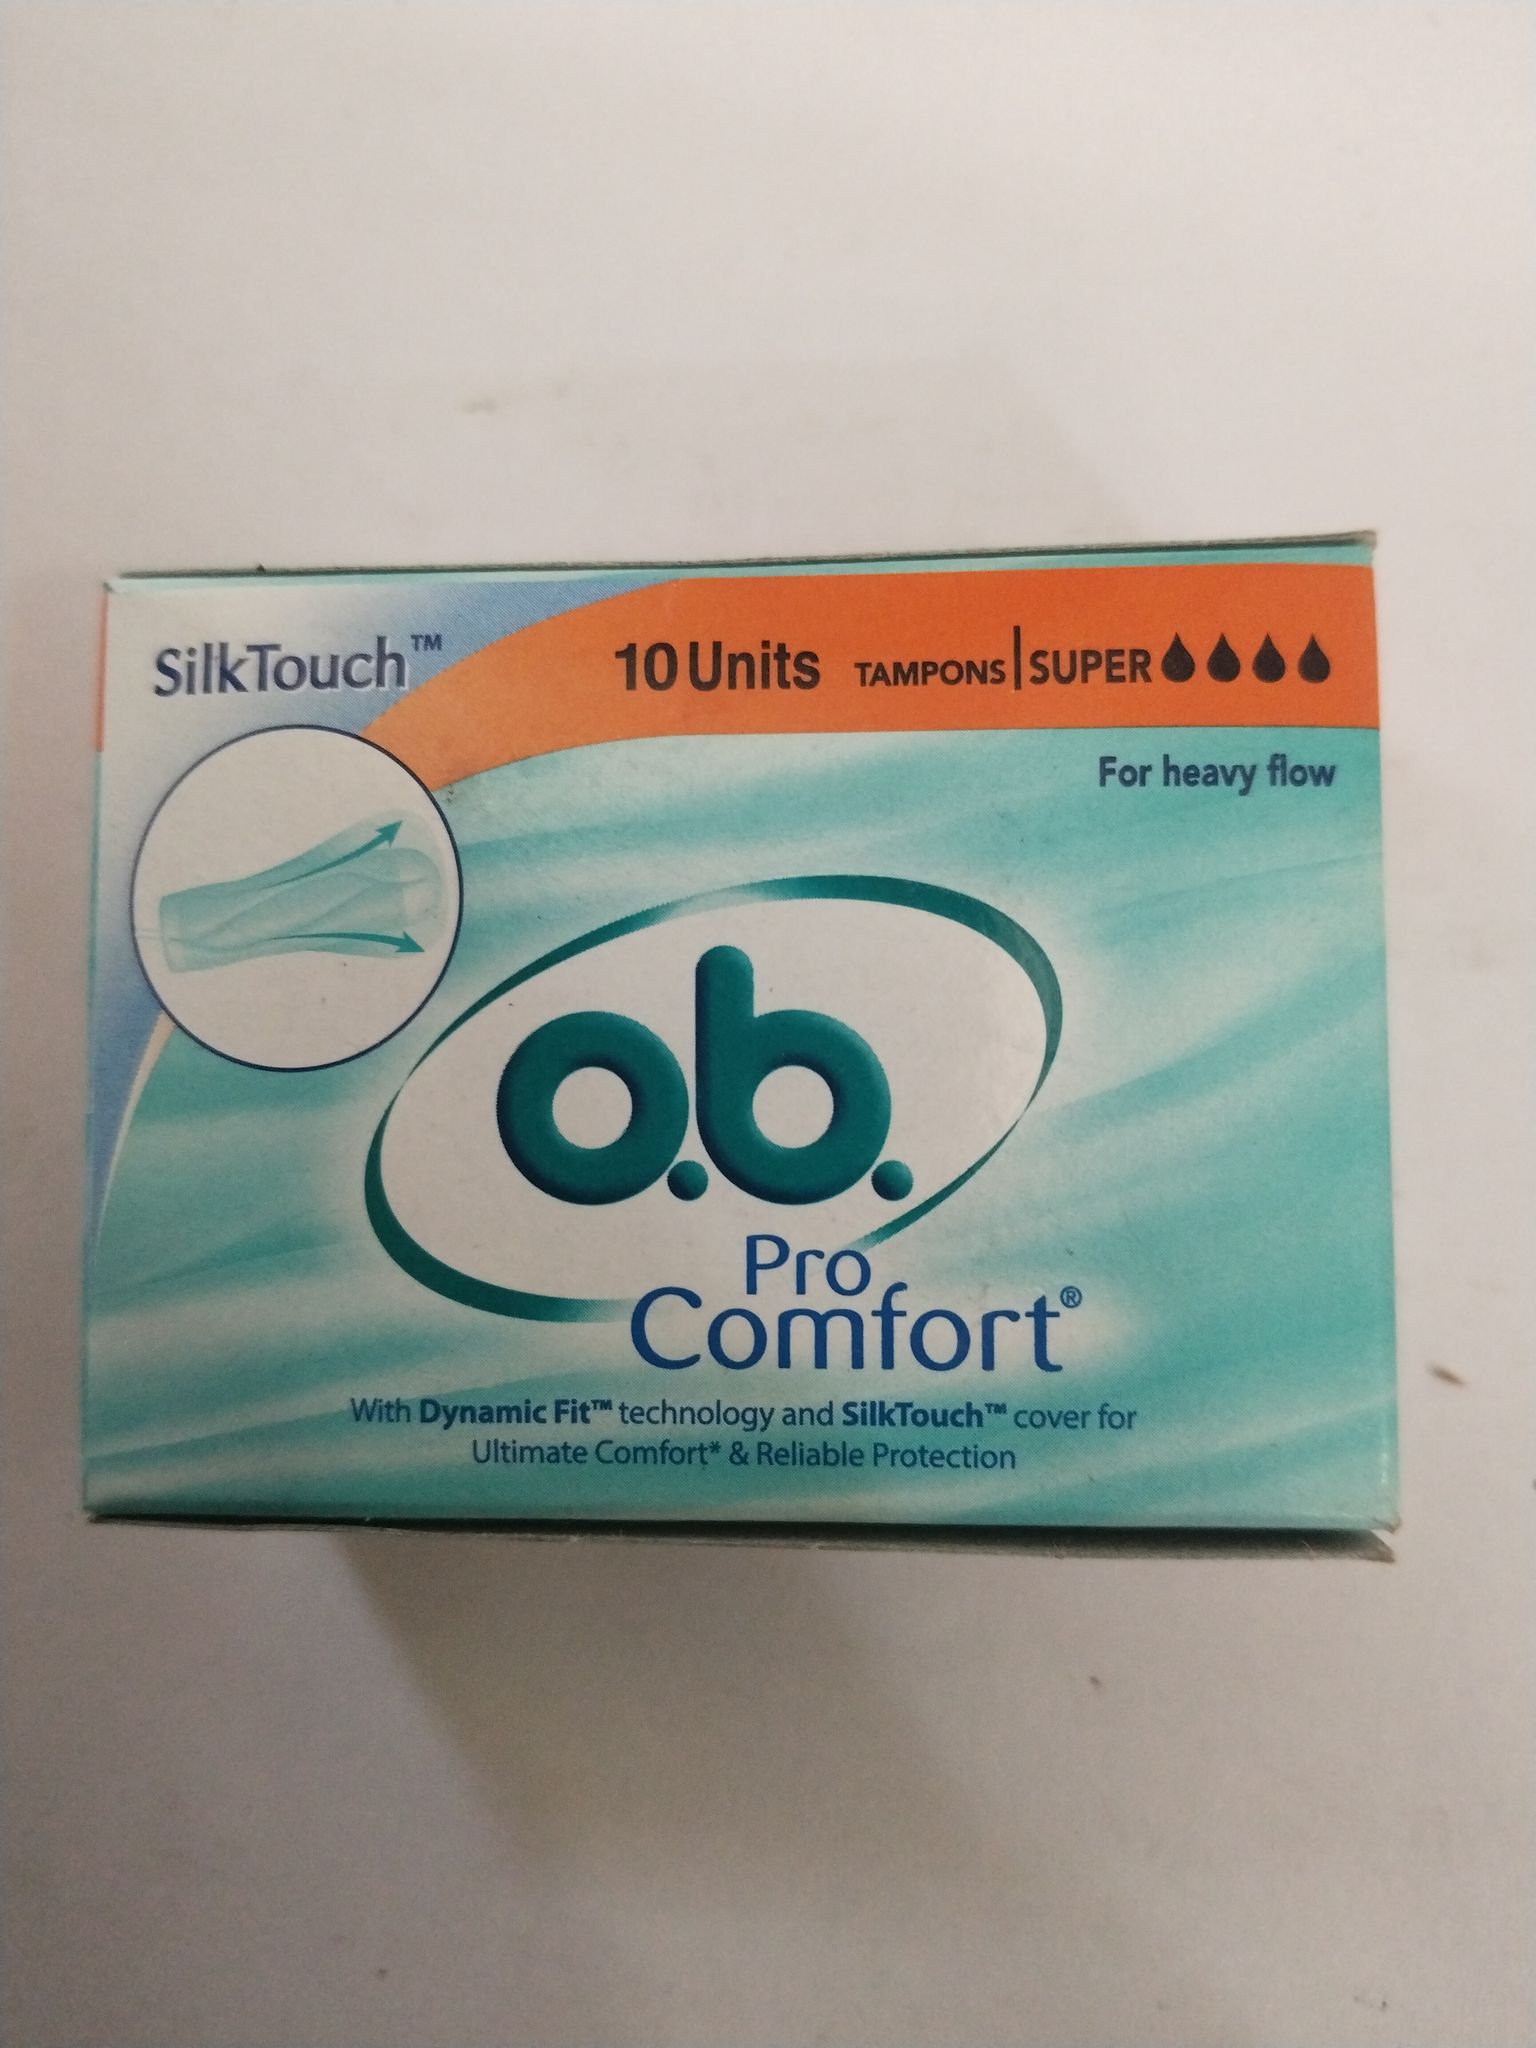 SilkTouch™
10 Units TAMPONS | SUPER
For heavy flow
o.b.
Pro
Comfort®
With Dynamic Fit™ technology and SilkTouch™ cover for
Ultimate Comfort* & Reliable Protection